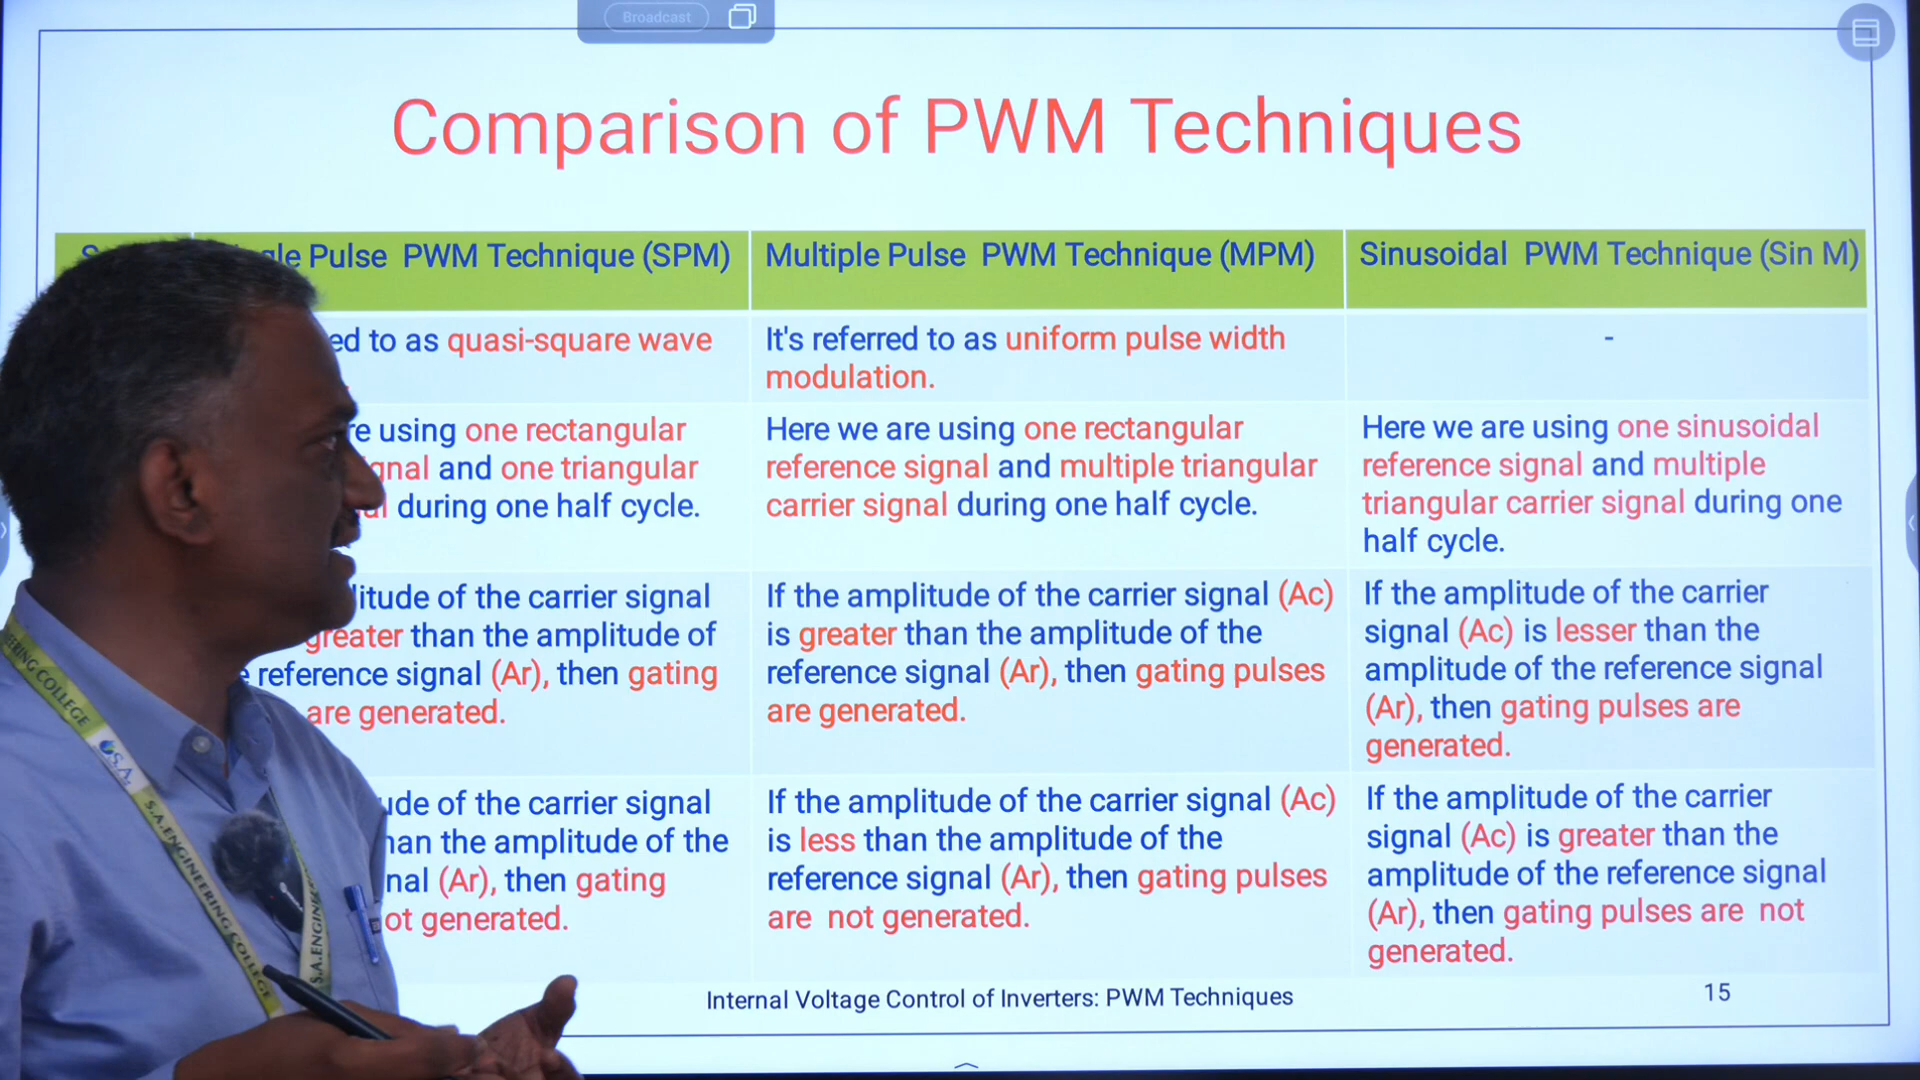 Broadcast
Comparison of PWM Techniques
Pulse PWM Technique (SPM)
Multiple Pulse PWM Technique (MPM)
Sinusoidal PWM Technique (Sin M)
to as quasi-square wave
It's referred to as uniform pulse width
modulation.
-
using one rectangular
and one triangular
during one half cycle.
Here we are using one rectangular
reference signal and multiple triangular
carrier signal during one half cycle.
Here we are using one sinusoidal
reference signal and multiple
triangular carrier signal during one
half cycle.
of the carrier signal
greater than the amplitude of
reference signal (Ar), then gating
are generated.
If the amplitude of the carrier signal (Ac)
is greater than the amplitude of the
reference signal (Ar), then gating pulses
are generated.
If the amplitude of the carrier
signal (Ac) is lesser than the
amplitude of the reference signal
(Ar), then gating pulses are
generated.
of the carrier signal
the amplitude of the
(Ar), then gating
generated.
If the amplitude of the carrier signal (Ac)
is less than the amplitude of the
reference signal (Ar), then gating pulses
are not generated.
If the amplitude of the carrier
signal (Ac) is greater than the
amplitude of the reference signal
(Ar), then gating pulses are not
generated.
Internal Voltage Control of Inverters: PWM Techniques
15
COLLEGE
S.A.
S.A.ENGINEERING COLLEGE